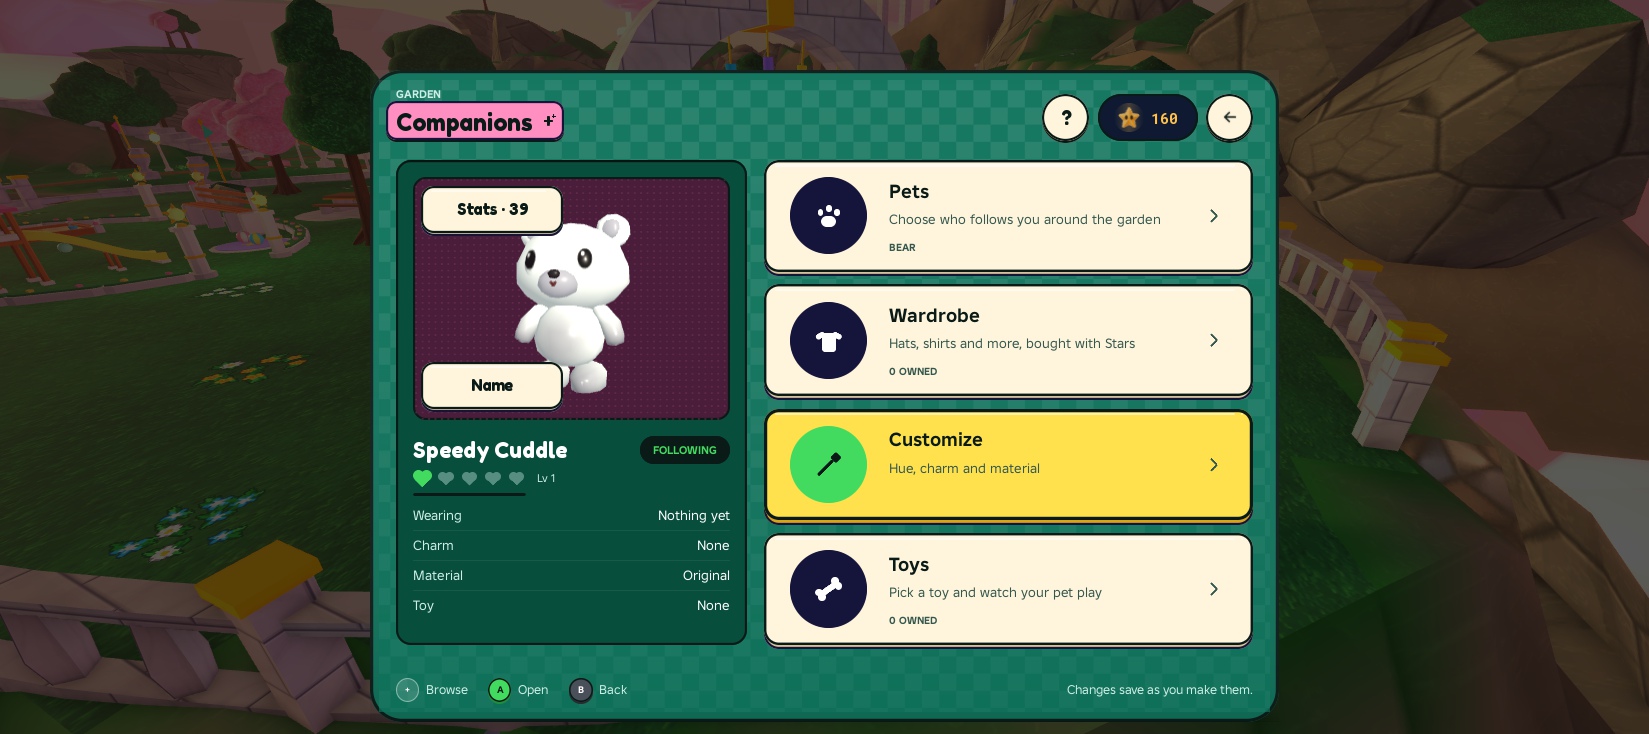 GARDEN
Companions
?
160
Stats · 39
Name
Speedy Cuddle
FOLLOWING
Lv 1
Wearing Nothing yet
Charm None
Material Original
Toy None
Pets
Choose who follows you around the garden
BEAR
Wardrobe
Hats, shirts and more, bought with Stars
0 OWNED
Customize
Hue, charm and material
Toys
Pick a toy and watch your pet play
0 OWNED
+ Browse A Open B Back
Changes save as you make them.